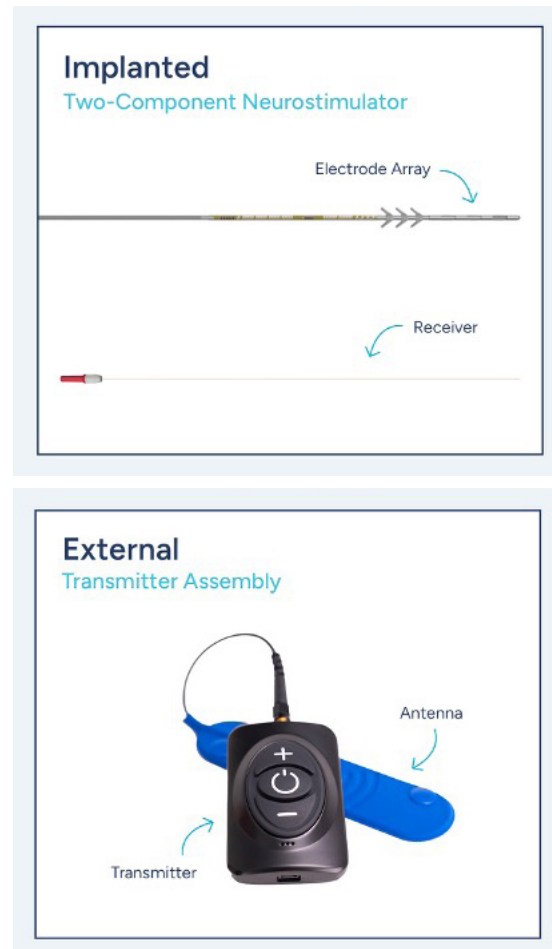 Implanted
Two-Component Neurostimulator
Electrode Array
Receiver
External
Transmitter Assembly
Antenna
Transmitter